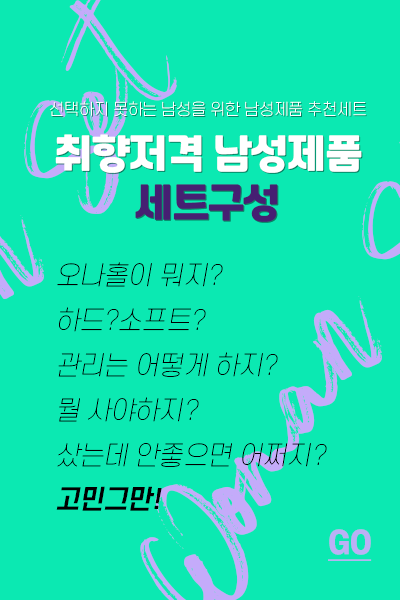 선택하지 못하는 남성을 위한 남성제품 추천세트
취향저격 남성제품
세트구성
오나홀이 뭐지?
하드?소프트?
관리는 어떻게 하지?
뭘 사야하지?
샀는데 안좋으면 어쩌지?
고민그만!
GO